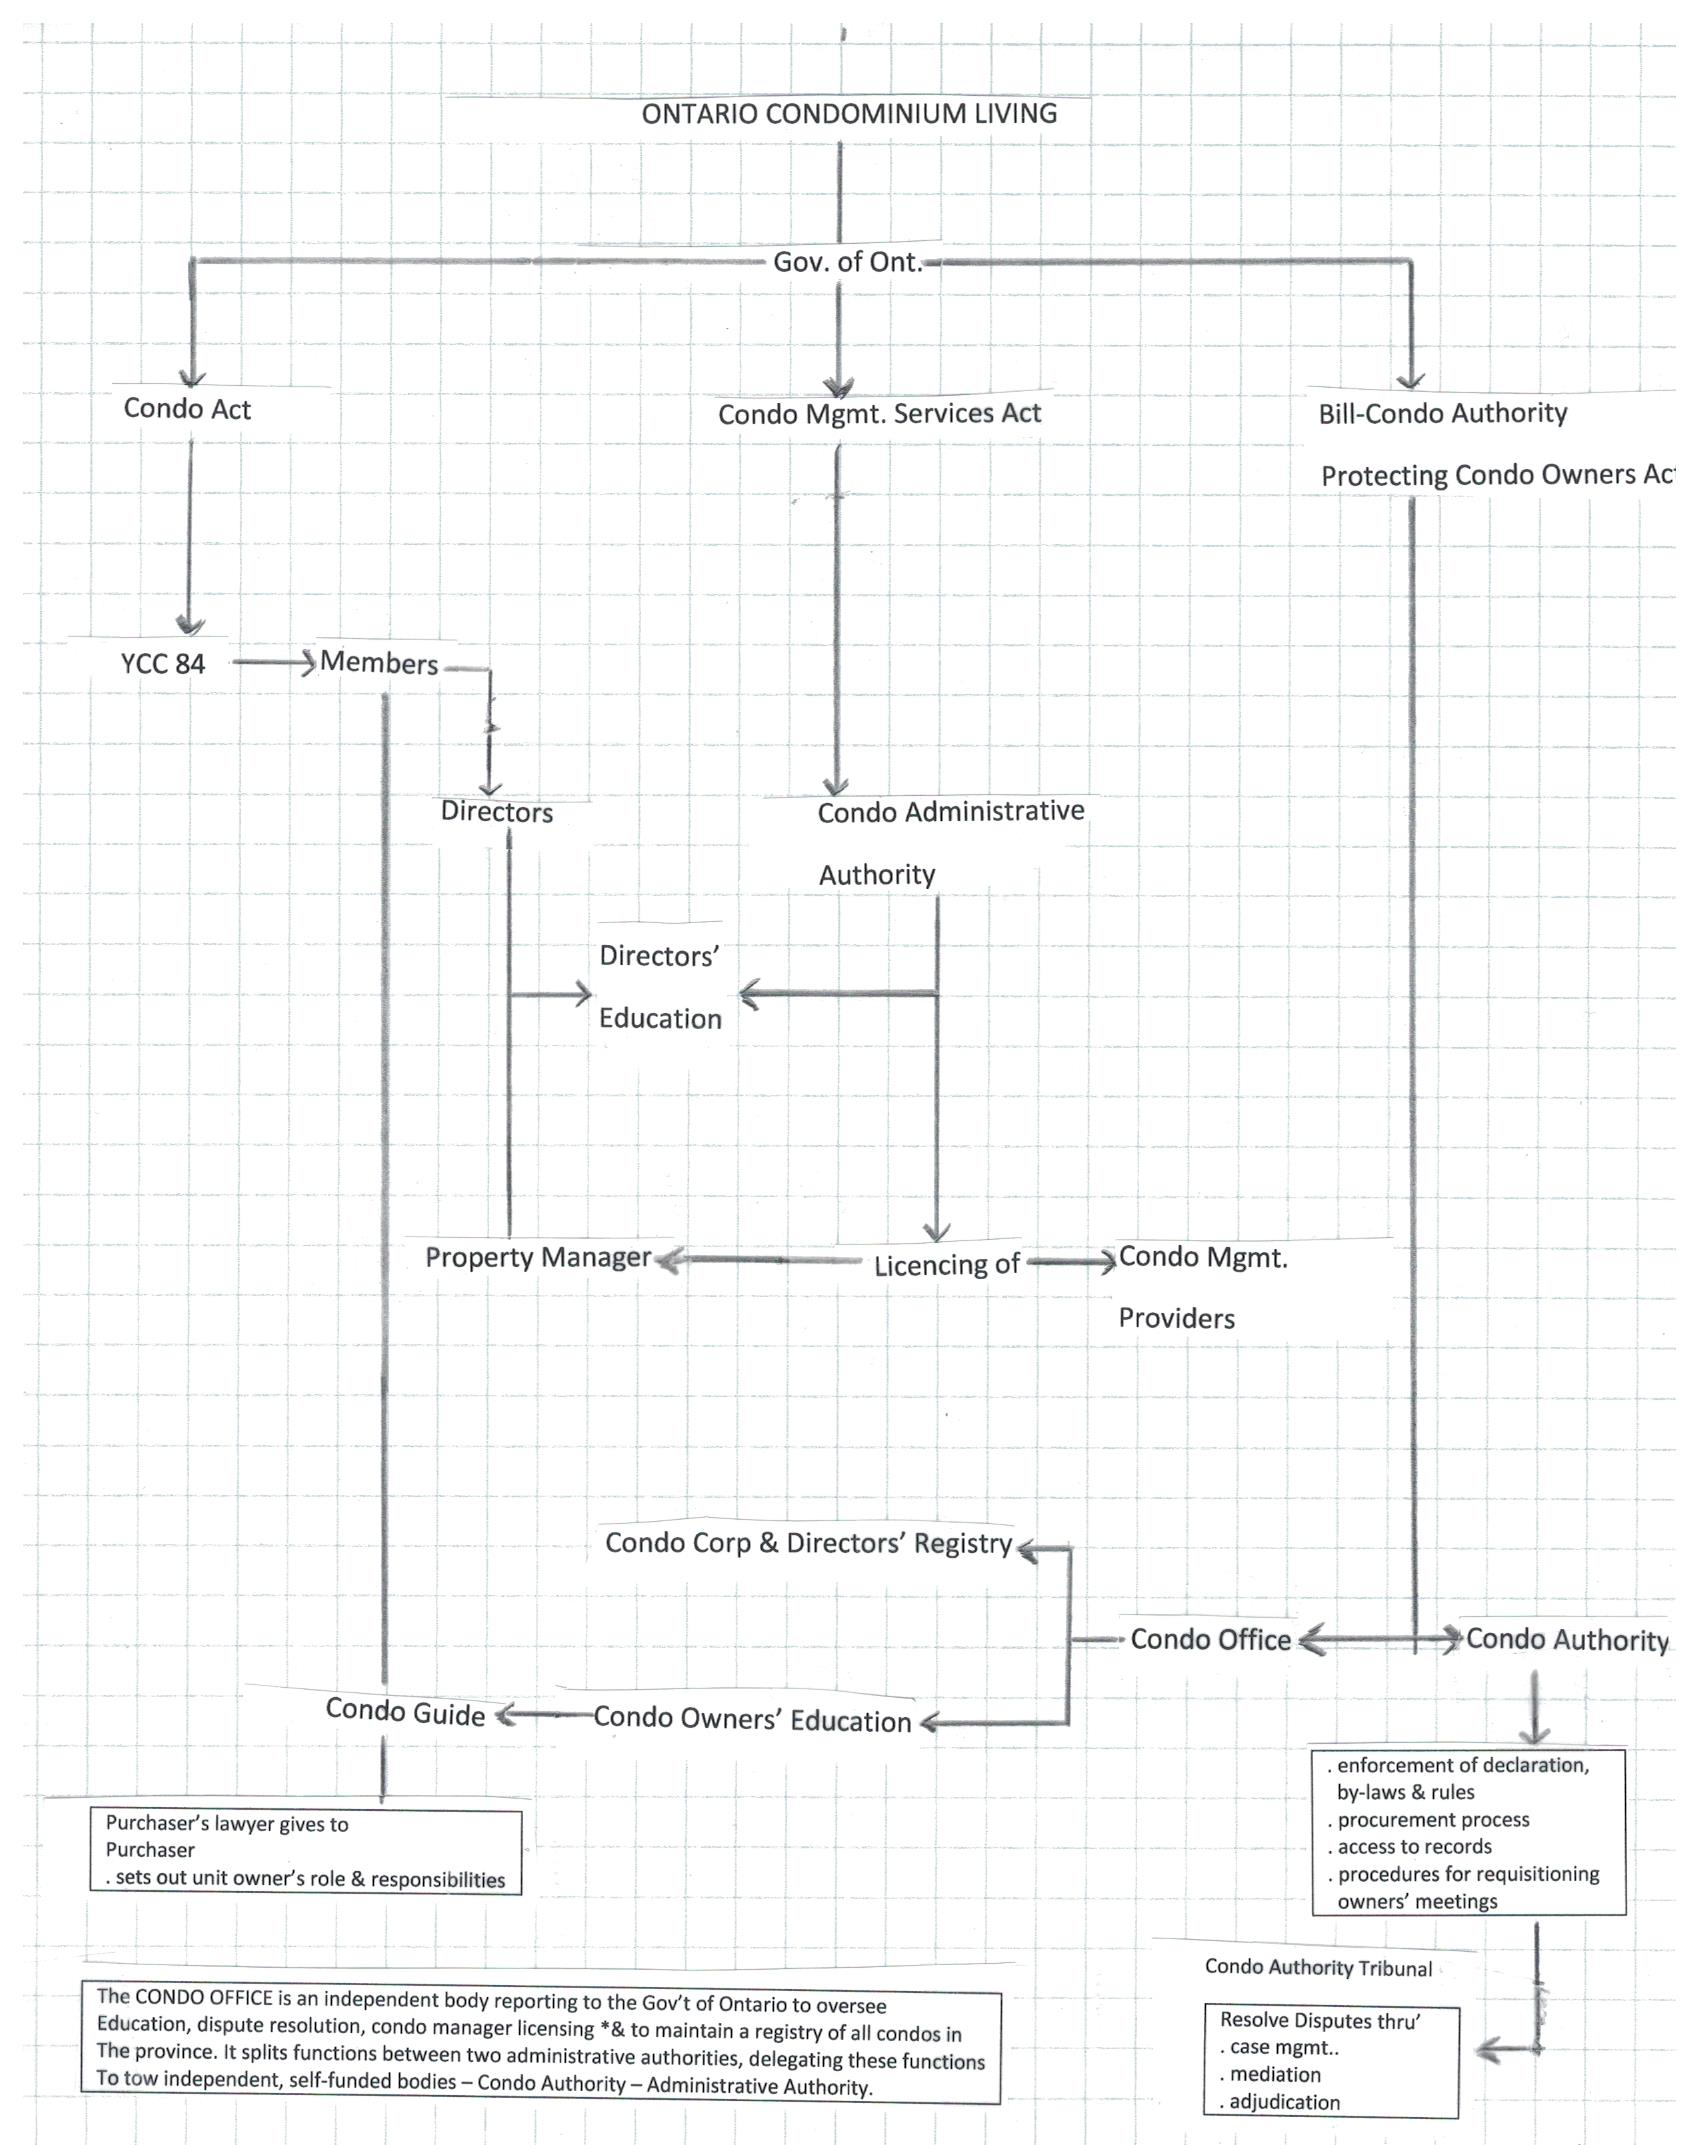 ONTARIO CONDOMINIUM LIVING
Gov. of Ont.
Condo Act
Condo Mgmt. Services Act
Bill-Condo Authority
Protecting Condo Owners Act
YCC 84
Members
Directors
Condo Administrative
Authority
Directors’
Education
Property Manager
Licencing of
Condo Mgmt.
Providers
Condo Corp & Directors’ Registry
Condo Office
Condo Authority
Condo Guide
Condo Owners’ Education
. enforcement of declaration,
by-laws & rules
. procurement process
. access to records
. procedures for requisitioning
owners’ meetings
Purchaser’s lawyer gives to
Purchaser
. sets out unit owner’s role & responsibilities
Condo Authority Tribunal
Resolve Disputes thru’
. case mgmt..
. mediation
. adjudication
The CONDO OFFICE is an independent body reporting to the Gov’t of Ontario to oversee
Education, dispute resolution, condo manager licensing *& to maintain a registry of all condos in
The province. It splits functions between two administrative authorities, delegating these functions
To tow independent, self-funded bodies – Condo Authority – Administrative Authority.